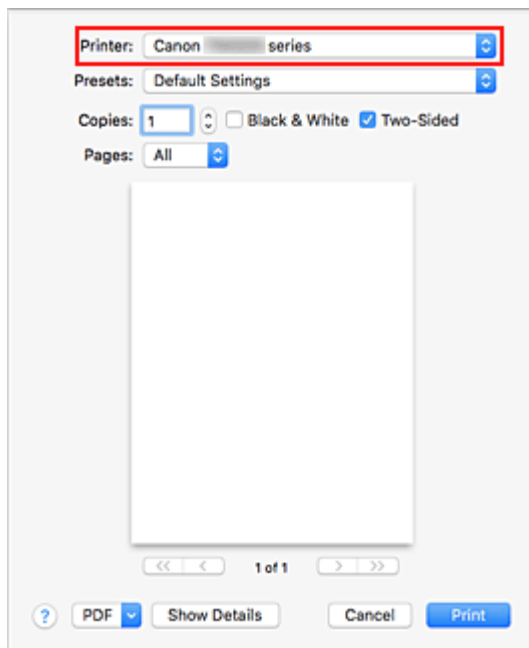 Printer: Canon series
Presets: Default Settings
Copies: 1 Black & White Two-Sided
Pages: All
<< < 1 of 1 > >>
? PDF Show Details Cancel Print